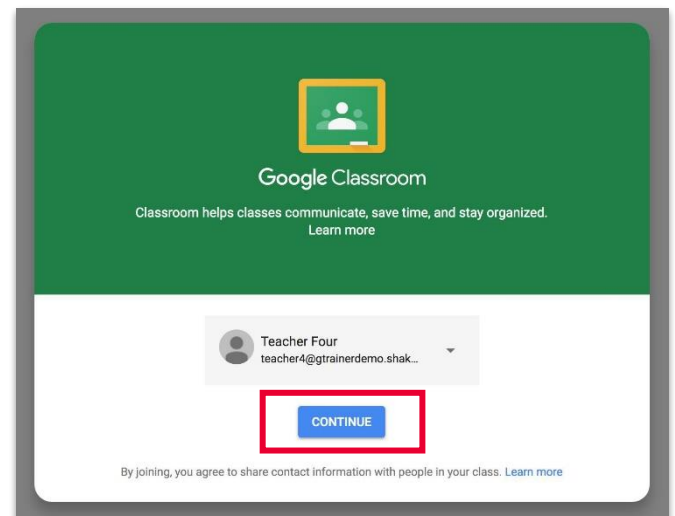 Google Classroom
Classroom helps classes communicate, save time, and stay organized.
Learn more
Teacher Four
teacher4@gtrainerdemo.shak...
CONTINUE
By joining, you agree to share contact information with people in your class. Learn more